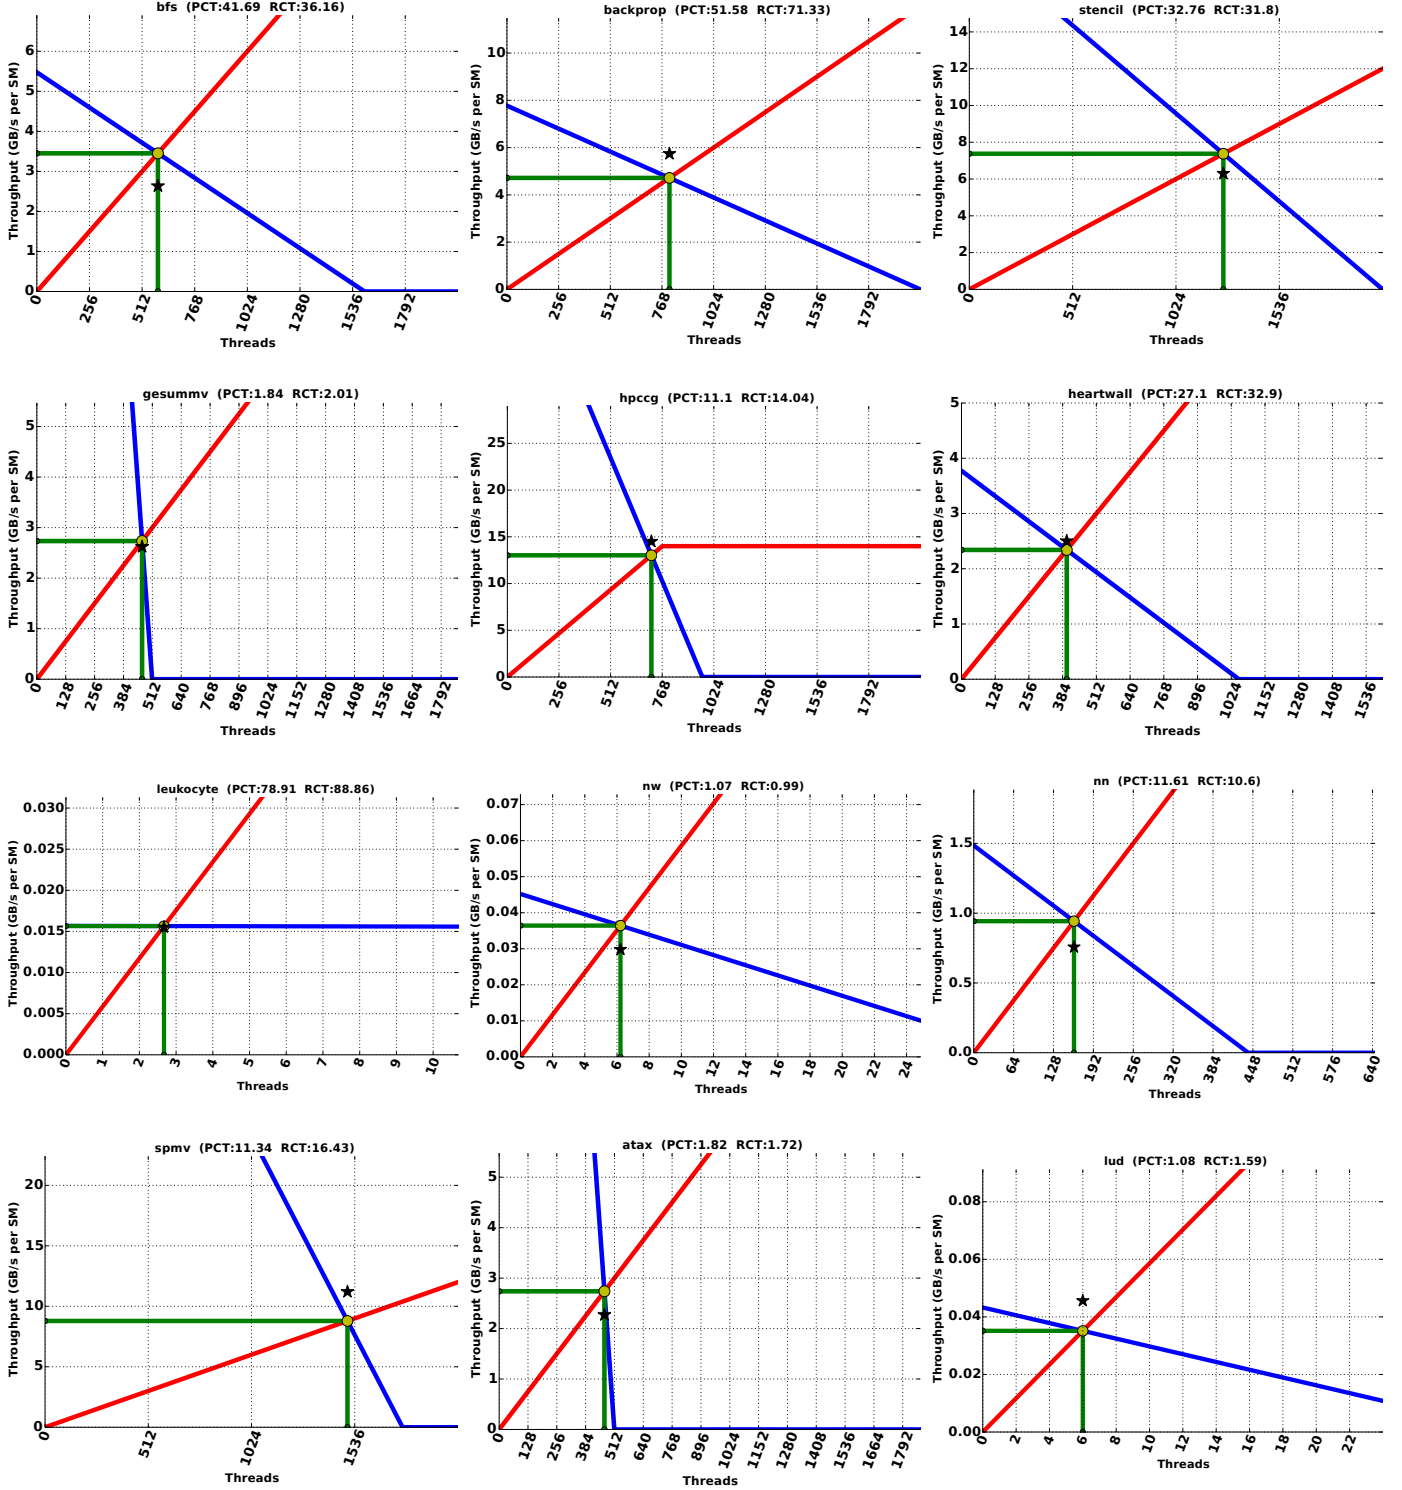 bfs (PCT:41.69 RCT:36.16)
Throughput (GB/s per SM)
6
5
4
3
2
1
0
0 256 512 768 1024 1280 1536 1792
Threads
backprop (PCT:51.58 RCT:71.33)
Throughput (GB/s per SM)
10
8
6
4
2
0
0 256 512 768 1024 1280 1536 1792
Threads
stencil (PCT:32.76 RCT:31.8)
Throughput (GB/s per SM)
14
12
10
8
6
4
2
0
0 512 1024 1536
Threads
gesummv (PCT:1.84 RCT:2.01)
Throughput (GB/s per SM)
5
4
3
2
1
0
0 128 256 384 512 640 768 896 1024 1152 1280 1408 1536 1664 1792
Threads
hpccg (PCT:11.1 RCT:14.04)
Throughput (GB/s per SM)
25
20
15
10
5
0
0 256 512 768 1024 1280 1536 1792
Threads
heartwall (PCT:27.1 RCT:32.9)
Throughput (GB/s per SM)
5
4
3
2
1
0
0 128 256 384 512 640 768 896 1024 1152 1280 1408 1536
Threads
leukocyte (PCT:78.91 RCT:88.86)
Throughput (GB/s per SM)
0.030
0.025
0.020
0.015
0.010
0.005
0.000
0 1 2 3 4 5 6 7 8 9 10
Threads
nw (PCT:1.07 RCT:0.99)
Throughput (GB/s per SM)
0.07
0.06
0.05
0.04
0.03
0.02
0.01
0.00
0 2 4 6 8 10 12 14 16 18 20 22 24
Threads
nn (PCT:11.61 RCT:10.6)
Throughput (GB/s per SM)
1.5
1.0
0.5
0.0
0 64 128 192 256 320 384 448 512 576 640
Threads
spmv (PCT:11.34 RCT:16.43)
Throughput (GB/s per SM)
20
15
10
5
0
0 512 1024 1536
Threads
atax (PCT:1.82 RCT:1.72)
Throughput (GB/s per SM)
5
4
3
2
1
0
0 128 256 384 512 640 768 896 1024 1152 1280 1408 1536 1664 1792
Threads
lud (PCT:1.08 RCT:1.59)
Throughput (GB/s per SM)
0.08
0.06
0.04
0.02
0.00
0 2 4 6 8 10 12 14 16 18 20 22
Threads